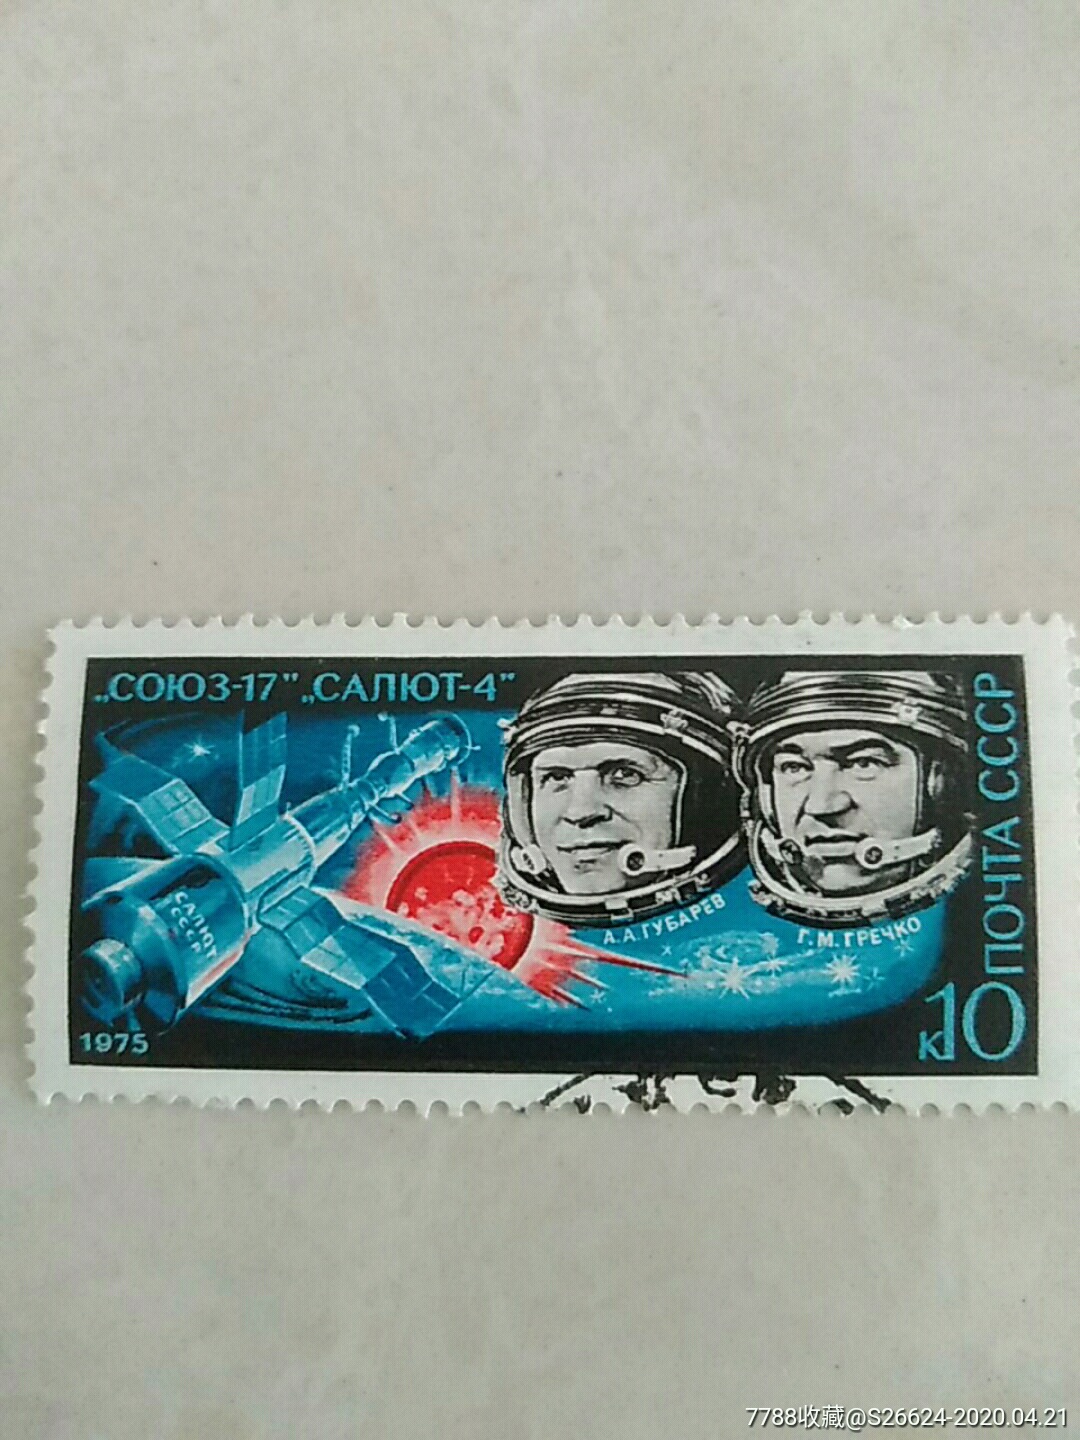 „СОЮЗ-17" „САЛЮТ-4"
САЛЮТ
СССР
А.А.ГУБАРЕВ
Г.М.ГРЕЧКО
ПОЧТА СССР
1975
к10
7788收藏@S26624-2020.04.21